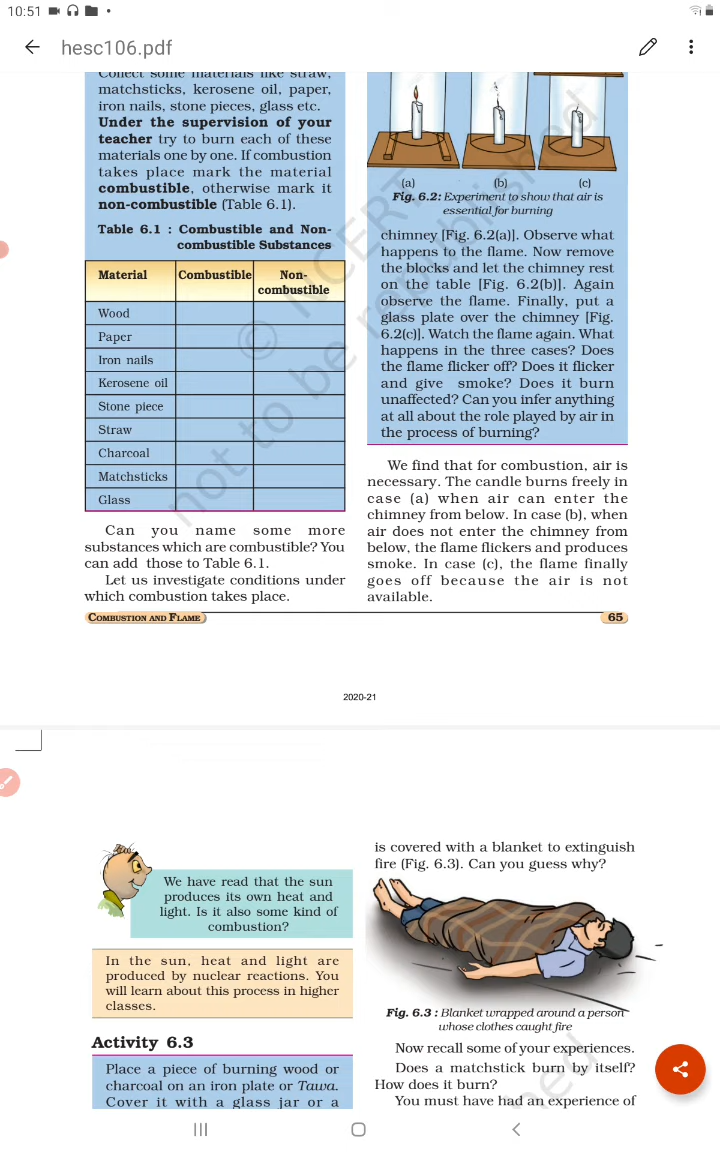 10:51
hesc106.pdf
Collect some materials like straw,
matchsticks, kerosene oil, paper,
iron nails, stone pieces, glass etc.
Under the supervision of your
teacher try to burn each of these
materials one by one. If combustion
takes place mark the material
combustible, otherwise mark it
non-combustible (Table 6.1).
Table 6.1 : Combustible and Non-
combustible Substances
Material Combustible Non-
combustible
Wood
Paper
Iron nails
Kerosene oil
Stone piece
Straw
Charcoal
Matchsticks
Glass
Can you name some more
substances which are combustible? You
can add those to Table 6.1.
Let us investigate conditions under
which combustion takes place.
(a) (b) (c)
Fig. 6.2: Experiment to show that air is
essential for burning
chimney [Fig. 6.2(a)]. Observe what
happens to the flame. Now remove
the blocks and let the chimney rest
on the table [Fig. 6.2(b)]. Again
observe the flame. Finally, put a
glass plate over the chimney [Fig.
6.2(c)]. Watch the flame again. What
happens in the three cases? Does
the flame flicker off? Does it flicker
and give smoke? Does it burn
unaffected? Can you infer anything
at all about the role played by air in
the process of burning?
We find that for combustion, air is
necessary. The candle burns freely in
case (a) when air can enter the
chimney from below. In case (b), when
air does not enter the chimney from
below, the flame flickers and produces
smoke. In case (c), the flame finally
goes off because the air is not
available.
© NCERT
not to be republished
COMBUSTION AND FLAME 65
2020-21
We have read that the sun
produces its own heat and
light. Is it also some kind of
combustion?
In the sun, heat and light are
produced by nuclear reactions. You
will learn about this process in higher
classes.
Activity 6.3
Place a piece of burning wood or
charcoal on an iron plate or Tawa.
Cover it with a glass jar or a
is covered with a blanket to extinguish
fire (Fig. 6.3). Can you guess why?
Fig. 6.3 : Blanket wrapped around a person
whose clothes caught fire
Now recall some of your experiences.
Does a matchstick burn by itself?
How does it burn?
You must have had an experience of
hed